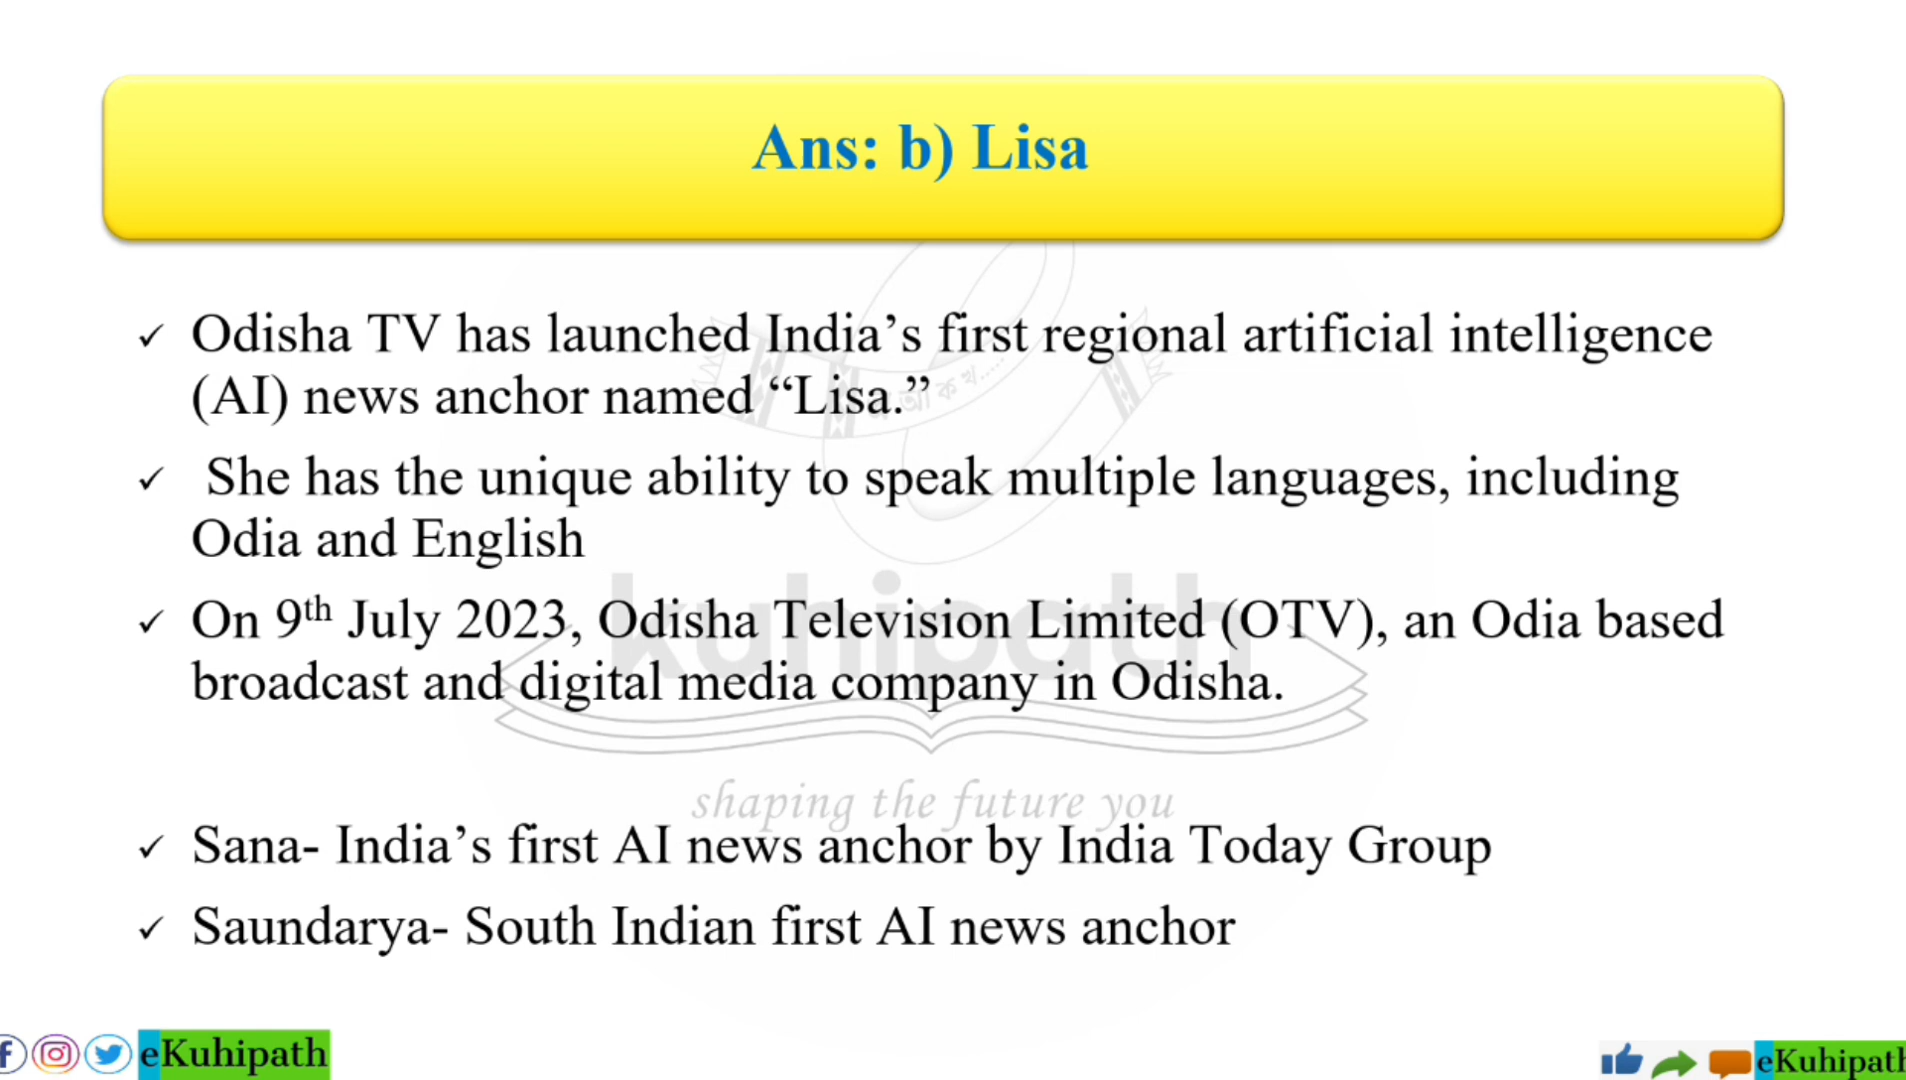 Ans: b) Lisa
✓ Odisha TV has launched India’s first regional artificial intelligence
(AI) news anchor named “Lisa.”
✓ She has the unique ability to speak multiple languages, including
Odia and English
✓ On 9th July 2023, Odisha Television Limited (OTV), an Odia based
broadcast and digital media company in Odisha.
kuhipath
shaping the future you
✓ Sana- India’s first AI news anchor by India Today Group
✓ Saundarya- South Indian first AI news anchor
eKuhipath
eKuhipath